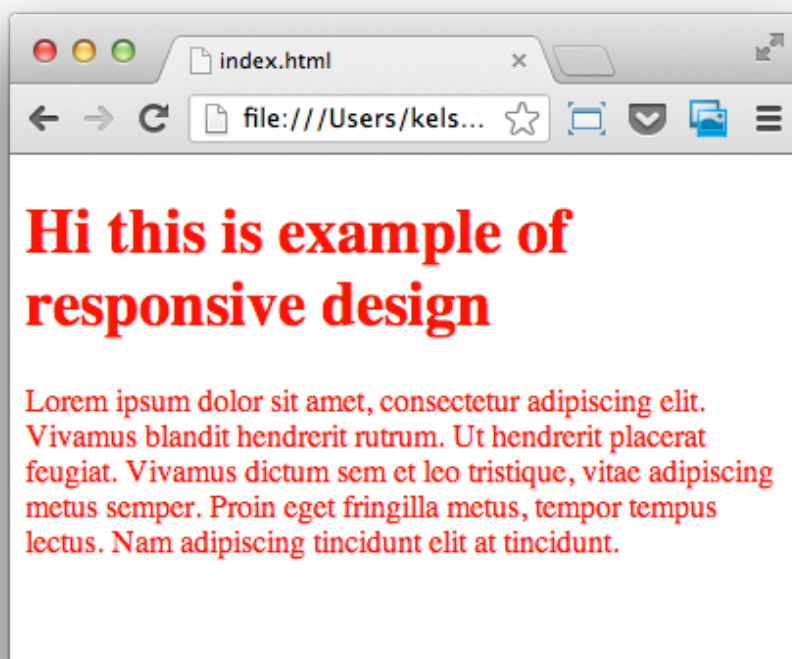 index.html
file:///Users/kels...
Hi this is example of
responsive design
Lorem ipsum dolor sit amet, consectetur adipiscing elit.
Vivamus blandit hendrerit rutrum. Ut hendrerit placerat
feugiat. Vivamus dictum sem et leo tristique, vitae adipiscing
metus semper. Proin eget fringilla metus, tempor tempus
lectus. Nam adipiscing tincidunt elit at tincidunt.